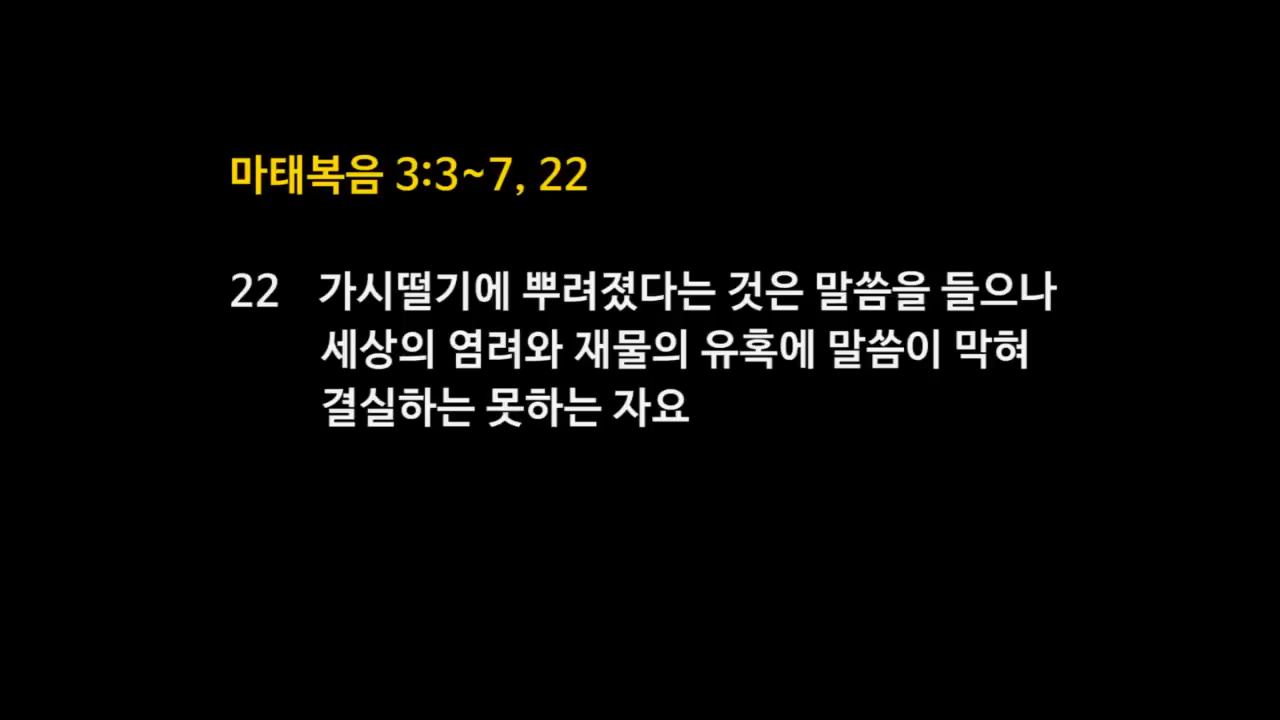 마태복음 3:3~7, 22
22 가시떨기에 뿌려졌다는 것은 말씀을 들으나
세상의 염려와 재물의 유혹에 말씀이 막혀
결실하는 못하는 자요